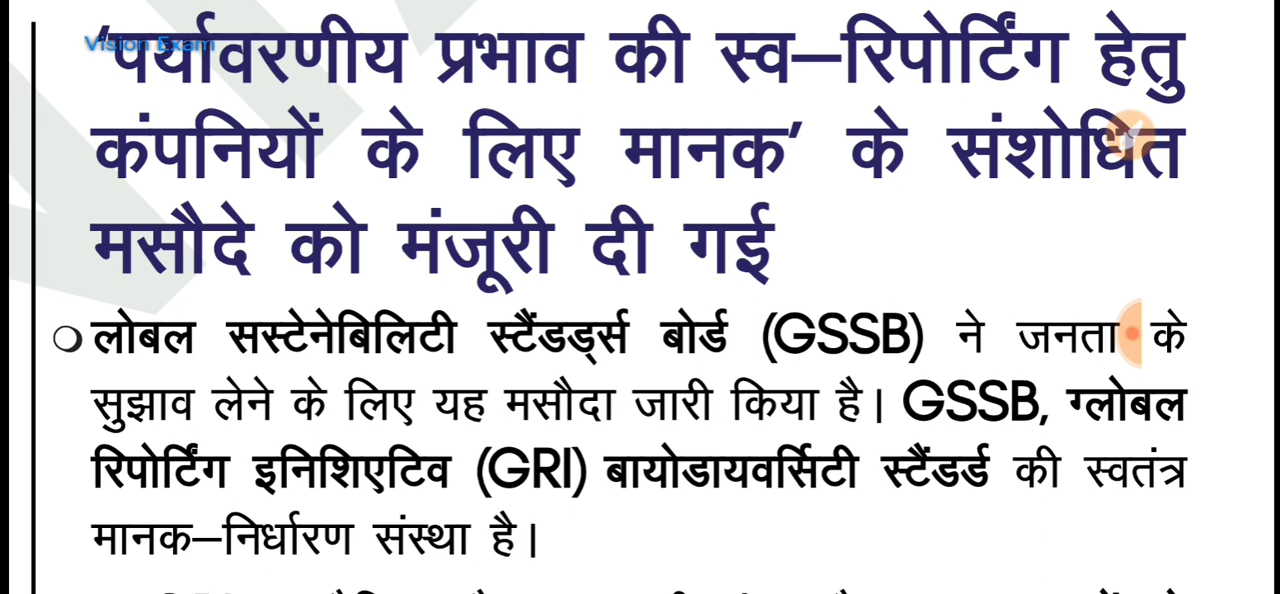 Vision Exam
'पर्यावरणीय प्रभाव की स्व–रिपोर्टिंग हेतु
कंपनियों के लिए मानक' के संशोधित
मसौदे को मंजूरी दी गई
लोबल सस्टेनेबिलिटी स्टैंडर्ड्स बोर्ड (GSSB) ने जनता के
सुझाव लेने के लिए यह मसौदा जारी किया है। GSSB, ग्लोबल
रिपोर्टिंग इनिशिएटिव (GRI) बायोडायवर्सिटी स्टैंडर्ड की स्वतंत्र
मानक–निर्धारण संस्था है।